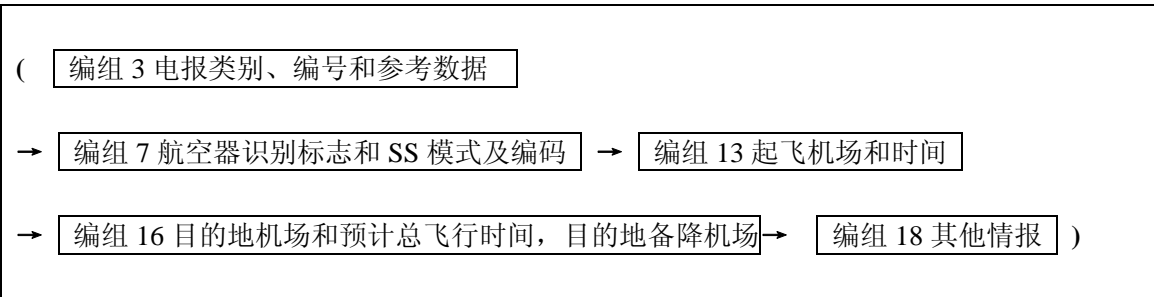 ( 编组 3 电报类别、编号和参考数据
→ 编组 7 航空器识别标志和 SS 模式及编码 → 编组 13 起飞机场和时间
→ 编组 16 目的地机场和预计总飞行时间，目的地备降机场 → 编组 18 其他情报 )